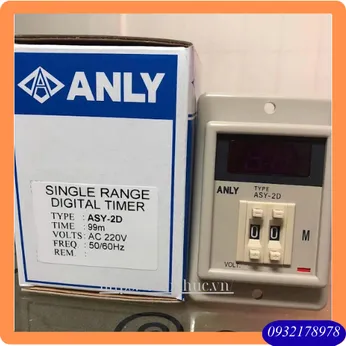 ANLY
SINGLE RANGE
DIGITAL TIMER
TYPE : ASY-2D
TIME : 99m
VOLTS: AC 220V
FREQ : 50/60Hz
REM :
ANLY
TYPE
ASY-2D
0 0
M
VOLT:
0932178978